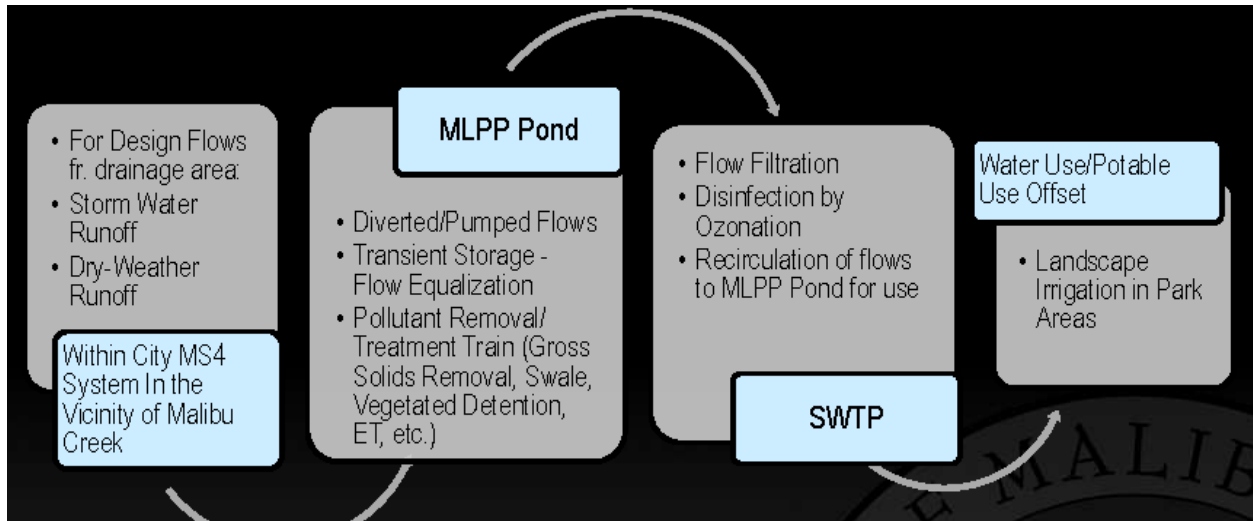 • For Design Flows
fr. drainage area:
• Storm Water
Runoff
• Dry-Weather
Runoff
Within City MS4
System In the
Vicinity of Malibu
Creek
MLPP Pond
• Diverted/Pumped Flows
• Transient Storage -
Flow Equalization
• Pollutant Removal/
Treatment Train (Gross
Solids Removal, Swale,
Vegetated Detention,
ET, etc.)
• Flow Filtration
• Disinfection by
Ozonation
• Recirculation of flows
to MLPP Pond for use
SWTP
Water Use/Potable
Use Offset
• Landscape
Irrigation in Park
Areas
MALIB